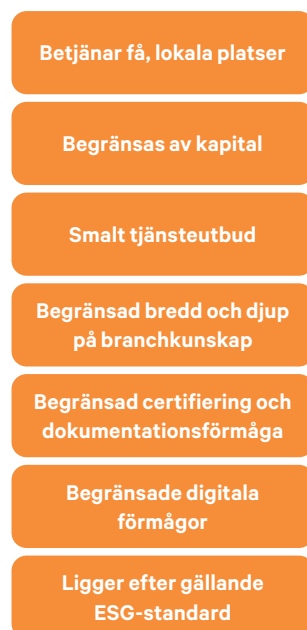 Betjänar få, lokala platser
Begränsas av kapital
Smalt tjänsteutbud
Begränsad bredd och djup
på branchkunskap
Begränsad certifiering och
dokumentationsförmåga
Begränsade digitala
förmågor
Ligger efter gällande
ESG-standard